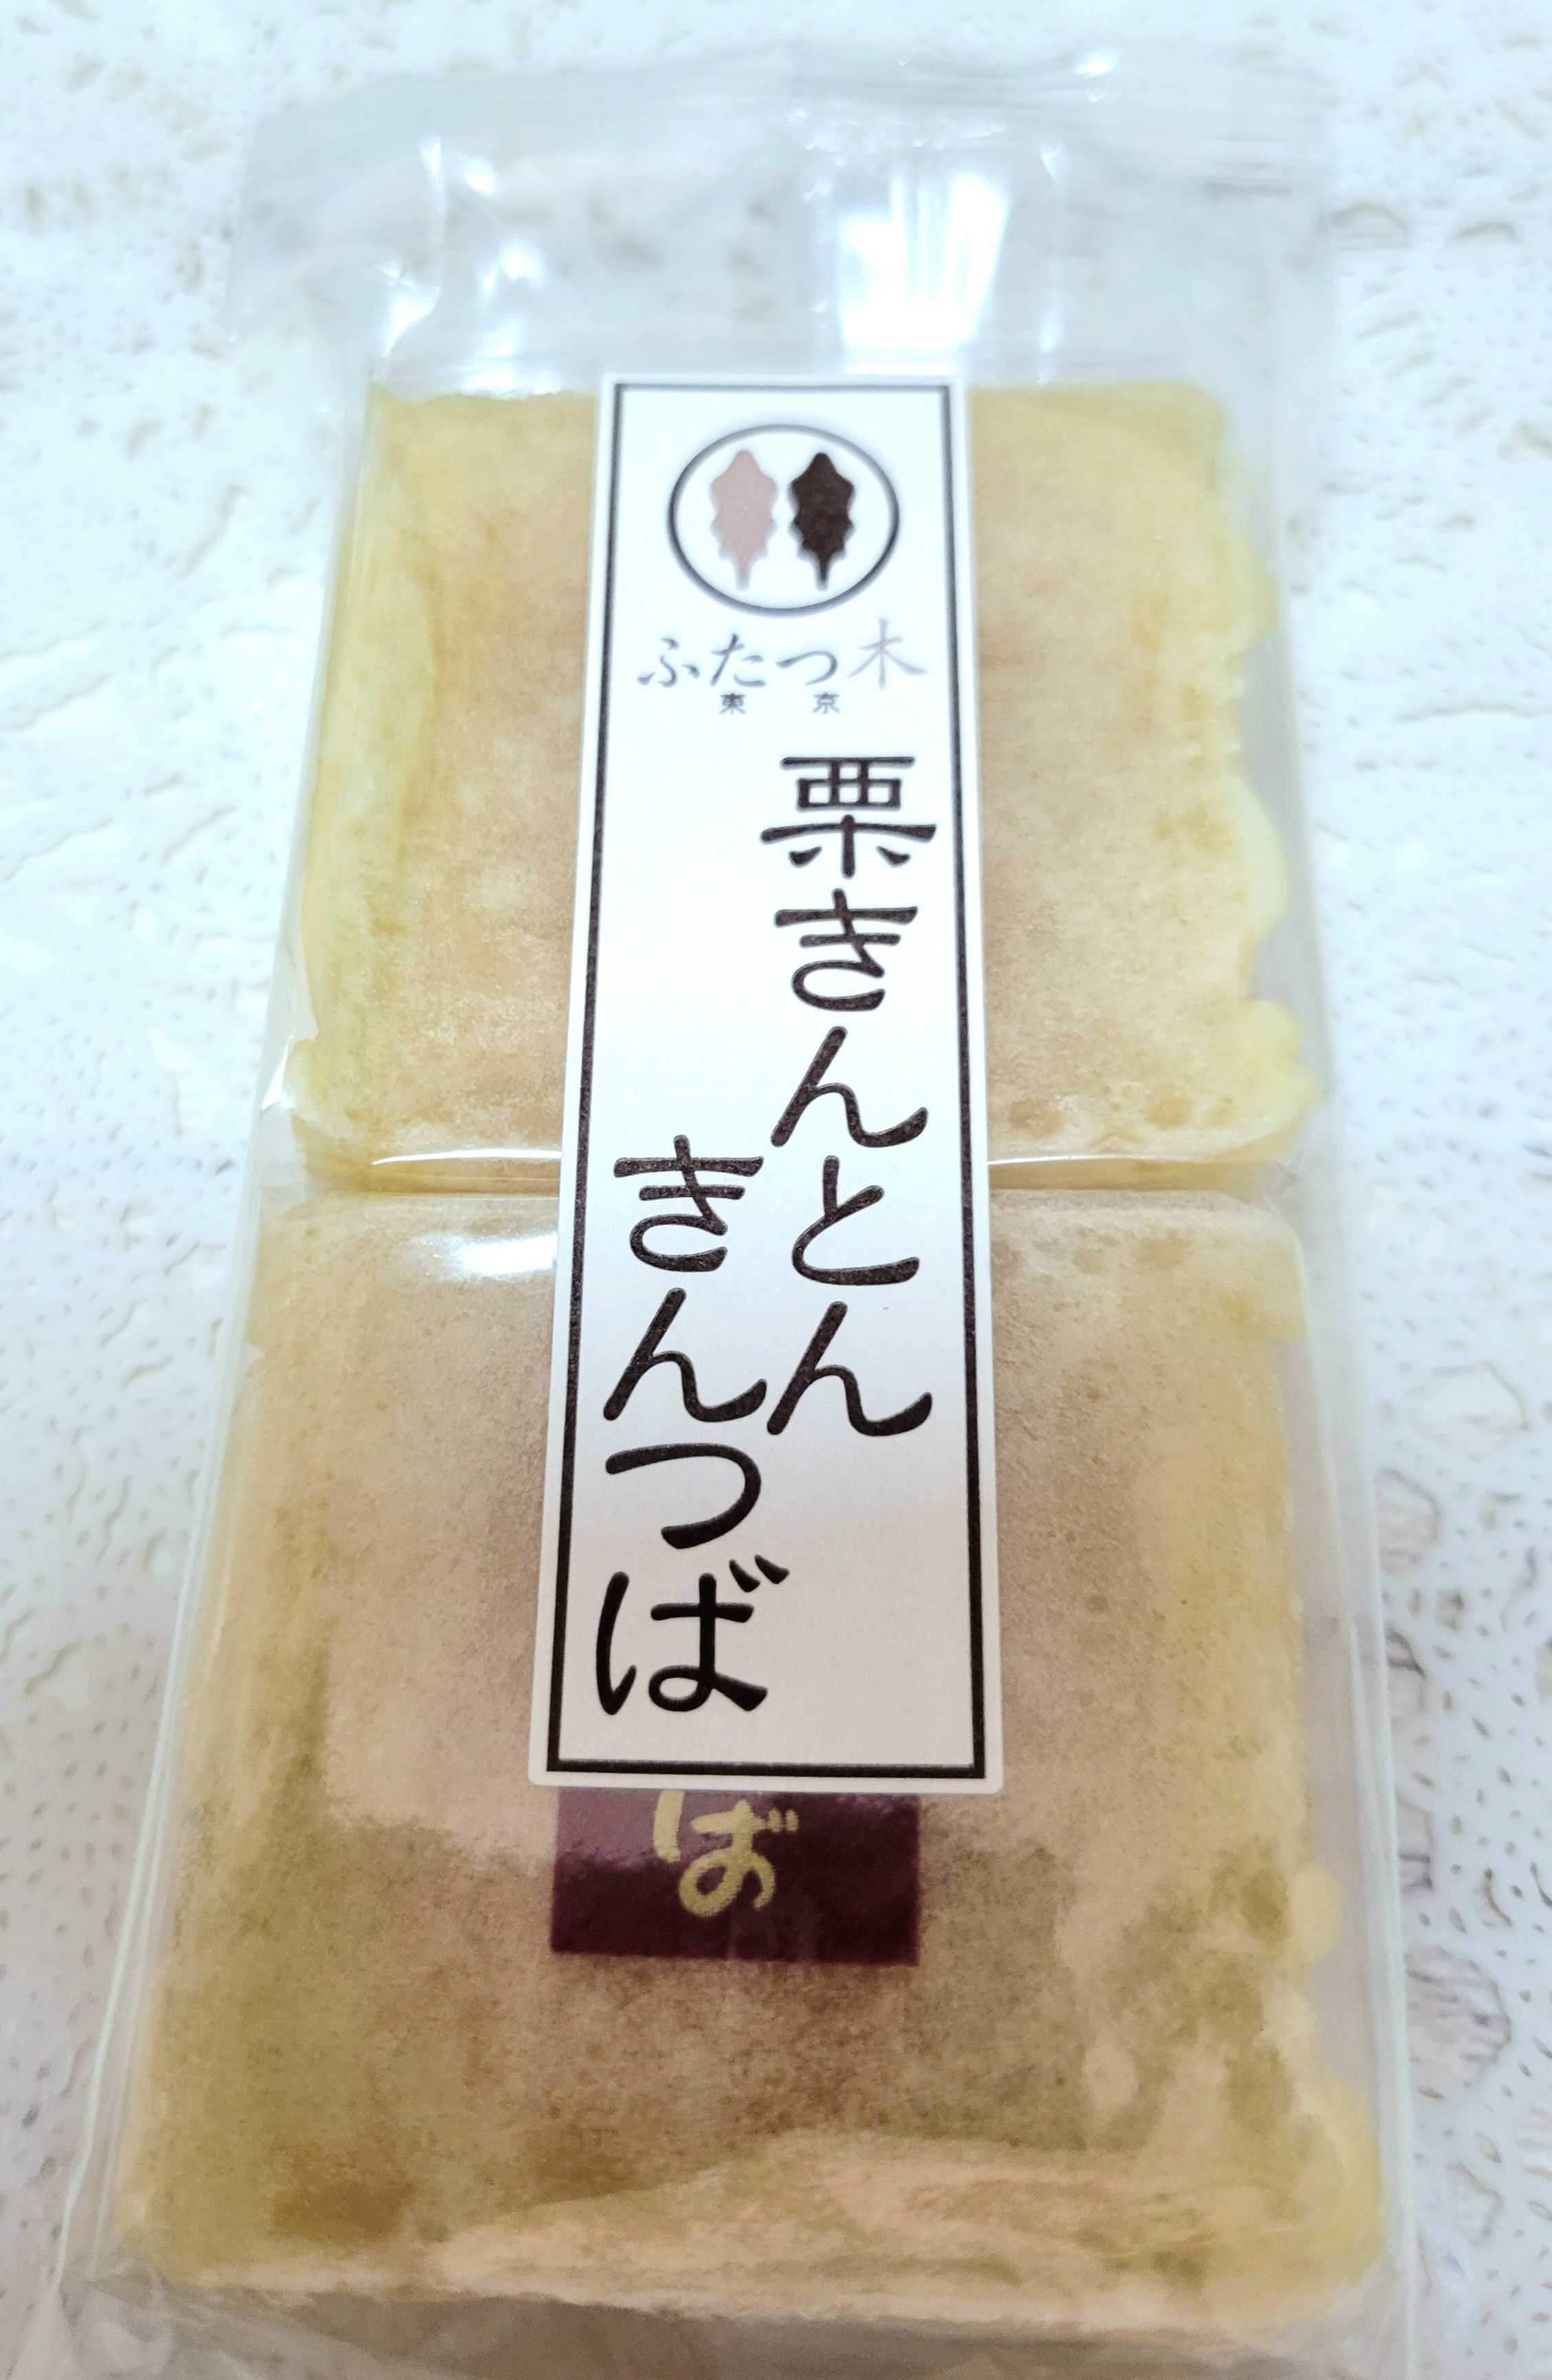 ふたつ木
東京
栗きんとん
きんつば
ば